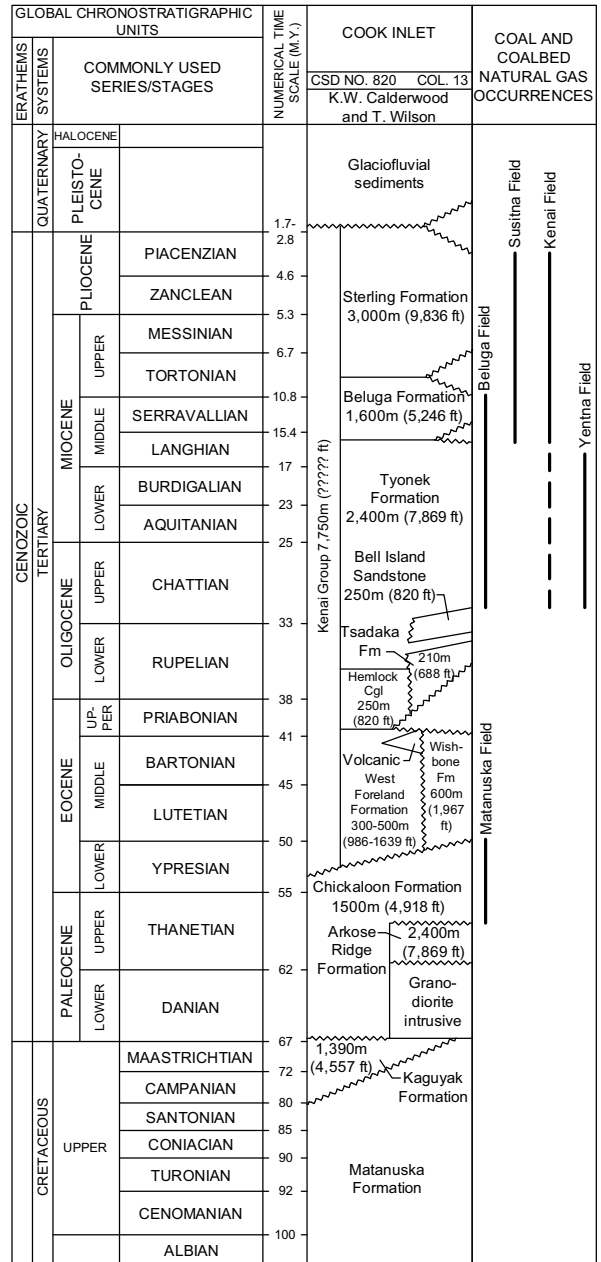 GLOBAL CHRONOSTRATIGRAPHIC
UNITS
ERATHEMS
SYSTEMS
COMMONLY USED
SERIES/STAGES
NUMERICAL TIME
SCALE (M.Y.)
COOK INLET
CSD NO. 820 COL. 13
K.W. Calderwood
and T. Wilson
COAL AND
COALBED
NATURAL GAS
OCCURRENCES
CENOZOIC
QUATERNARY
TERTIARY
CRETACEOUS
HALOCENE
PLEISTO-
CENE
PLIOCENE
MIOCENE
OLIGOCENE
EOCENE
PALEOCENE
UPPER
MIDDLE
LOWER
UPPER
LOWER
UP-
PER
MIDDLE
LOWER
UPPER
LOWER
UPPER
PIACENZIAN
ZANCLEAN
MESSINIAN
TORTONIAN
SERRAVALLIAN
LANGHIAN
BURDIGALIAN
AQUITANIAN
CHATTIAN
RUPELIAN
PRIABONIAN
BARTONIAN
LUTETIAN
YPRESIAN
THANETIAN
DANIAN
MAASTRICHTIAN
CAMPANIAN
SANTONIAN
CONIACIAN
TURONIAN
CENOMANIAN
ALBIAN
1.7-
2.8
4.6
5.3
6.7
10.8
15.4
17
23
25
33
38
41
45
50
55
62
67
72
80
85
90
92
100
Glaciofluvial
sediments
Kenai Group 7,750m (????? ft)
Sterling Formation
3,000m (9,836 ft)
Beluga Formation
1,600m (5,246 ft)
Tyonek
Formation
2,400m (7,869 ft)
Bell Island
Sandstone
250m (820 ft)
Tsadaka
Fm
210m
(688 ft)
Hemlock
Cgl
250m
(820 ft)
Volcanic
West
Foreland
Formation
300-500m
(986-1639 ft)
Wish-
bone
Fm
600m
(1,967
ft)
Chickaloon Formation
1500m (4,918 ft)
Arkose
Ridge
Formation
2,400m
(7,869 ft)
Grano-
diorite
intrusive
1,390m
(4,557 ft)
Kaguyak
Formation
Matanuska
Formation
Beluga Field
Matanuska Field
Susitna Field
Kenai Field
Yentna Field